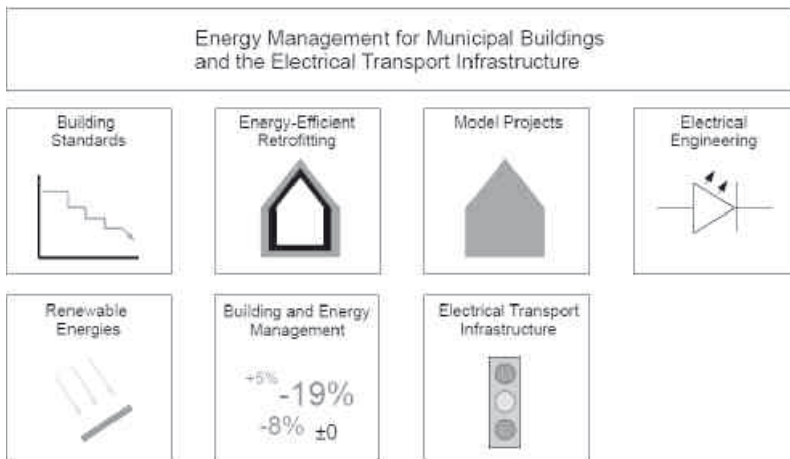 Energy Management for Municipal Buildings
and the Electrical Transport Infrastructure
Building
Standards
Energy-Efficient
Retrofitting
Model Projects
Electrical
Engineering
Renewable
Energies
Building and Energy
Management
+5%
-19%
-8% ±0
Electrical Transport
Infrastructure